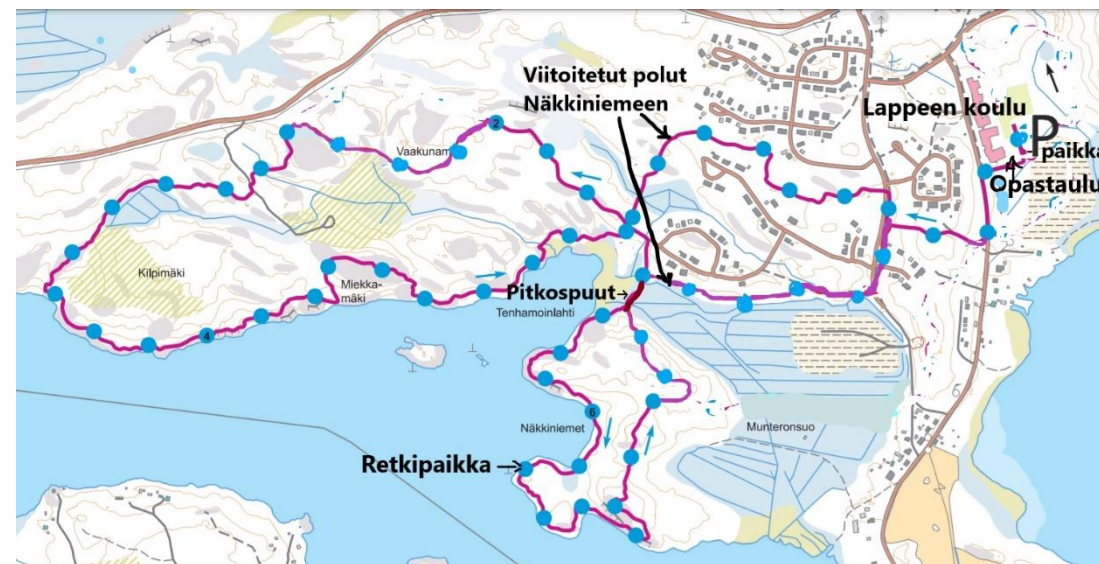 Viitoitetut polut
Näkkiniemeen
Lappeen koulu
P
paikka
Opastaulu
2
Vaakunam
Kilpimäki
Miekka-
mäki
Pitkospuut
Tenhamoinlahti
4
6
Näkkiniemet
Munteronsuo
Retkipaikka